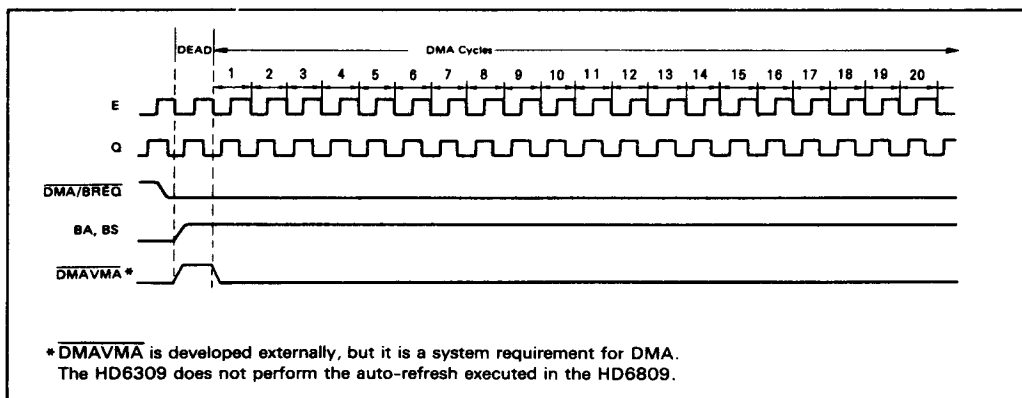 DEAD DMA Cycles
1 2 3 4 5 6 7 8 9 10 11 12 13 14 15 16 17 18 19 20
E
Q
DMA/BREQ
BA, BS
DMAVMA*
* DMAVMA is developed externally, but it is a system requirement for DMA.
The HD6309 does not perform the auto-refresh executed in the HD6809.